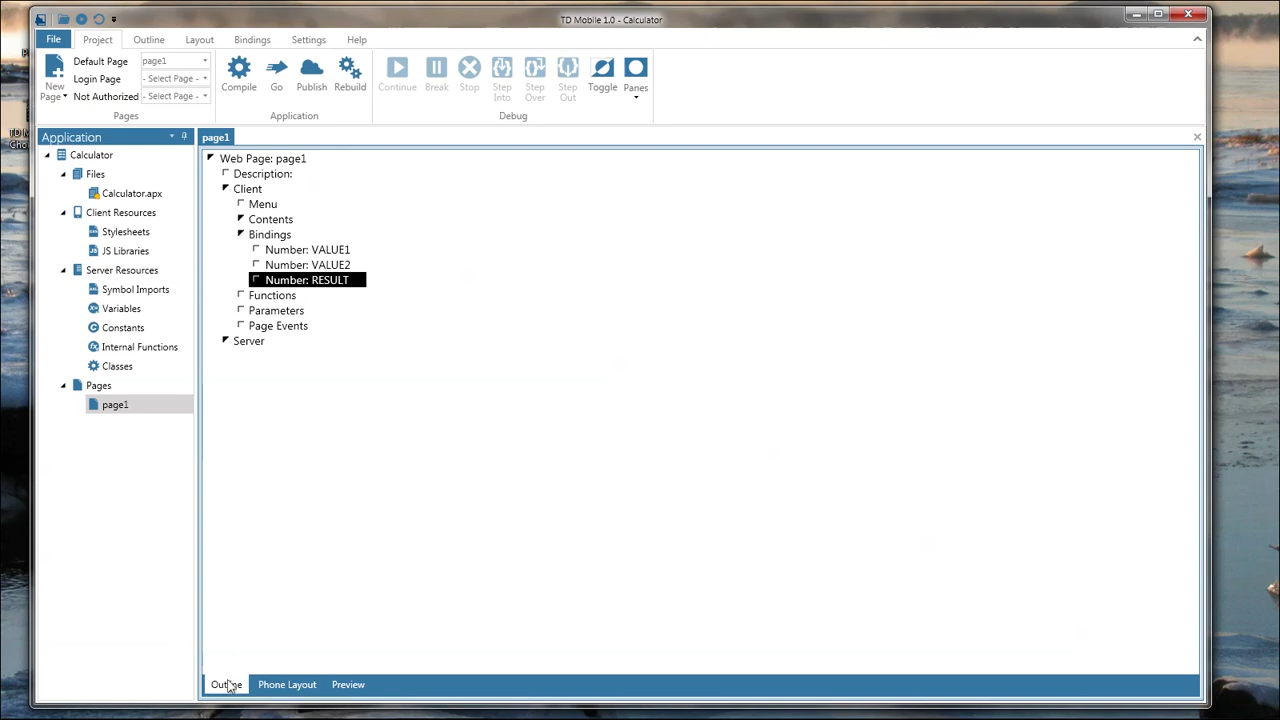 TD Mobile 1.0 - Calculator
File Project Outline Layout Bindings Settings Help
New Page
Default Page page1
Login Page - Select Page -
Not Authorized - Select Page -
Pages
Compile Go Publish Rebuild
Application
Continue Break Stop Step Into Step Over Step Out Toggle Panes
Debug
Application
Calculator
Files
Calculator.apx
Client Resources
Stylesheets
JS Libraries
Server Resources
Symbol Imports
Variables
Constants
Internal Functions
Classes
Pages
page1
page1
Web Page: page1
Description:
Client
Menu
Contents
Bindings
Number: VALUE1
Number: VALUE2
Number: RESULT
Functions
Parameters
Page Events
Server
Outline Phone Layout Preview